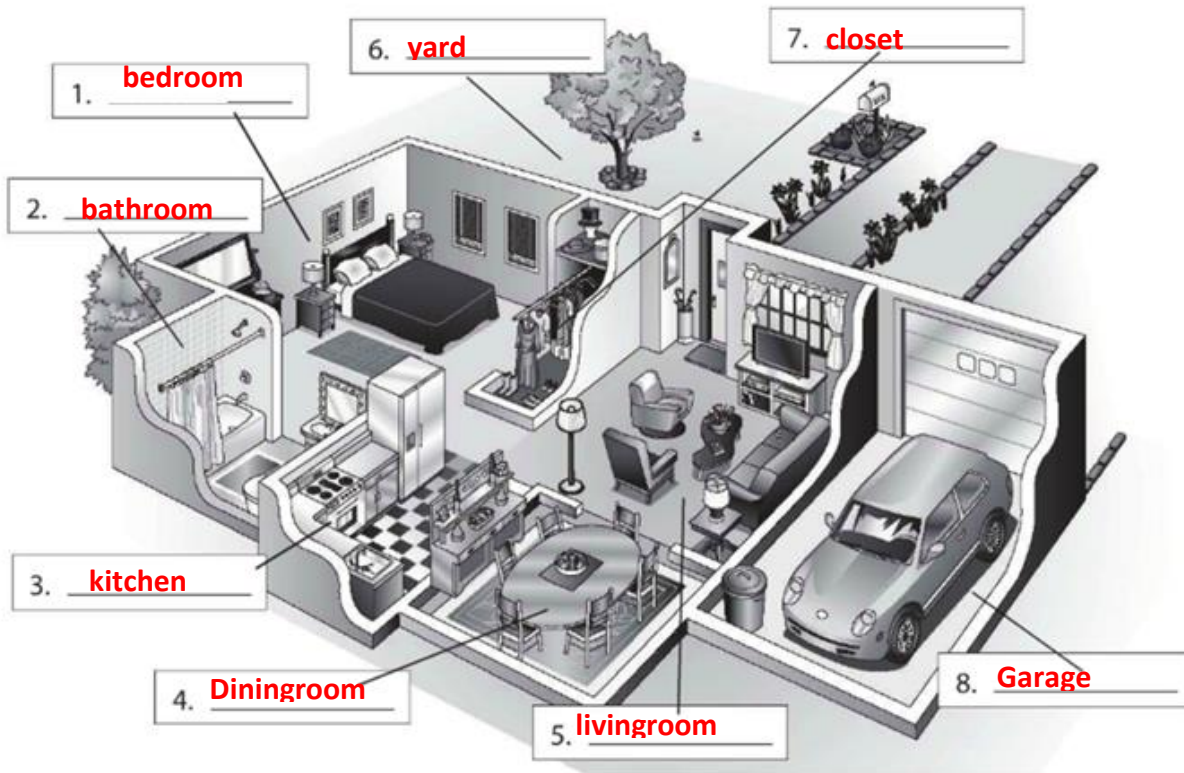 1. bedroom
2. bathroom
3. kitchen
4. Diningroom
5. livingroom
6. yard
7. closet
8. Garage